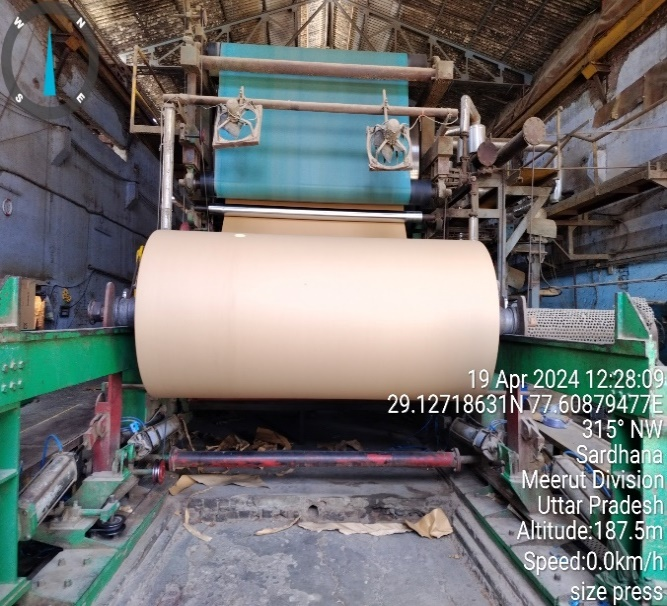 W N
S E
19 Apr 2024 12:28:09
29.12718631N 77.60879477E
315° NW
Sardhana
Meerut Division
Uttar Pradesh
Altitude:187.5m
Speed:0.0km/h
size press